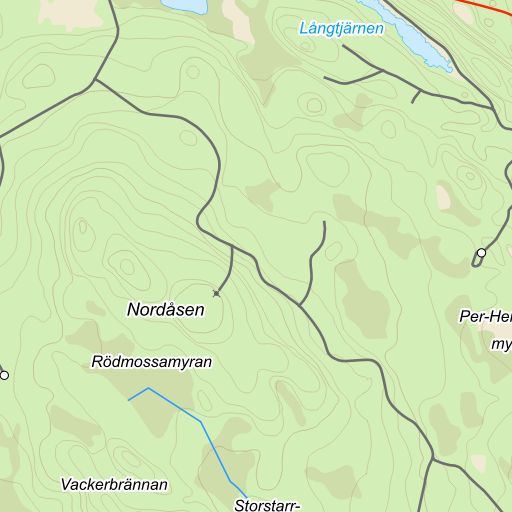 Långtjärnen
Nordåsen
Per-Her
my
Rödmossamyran
Vackerbrännan
Storstarr-